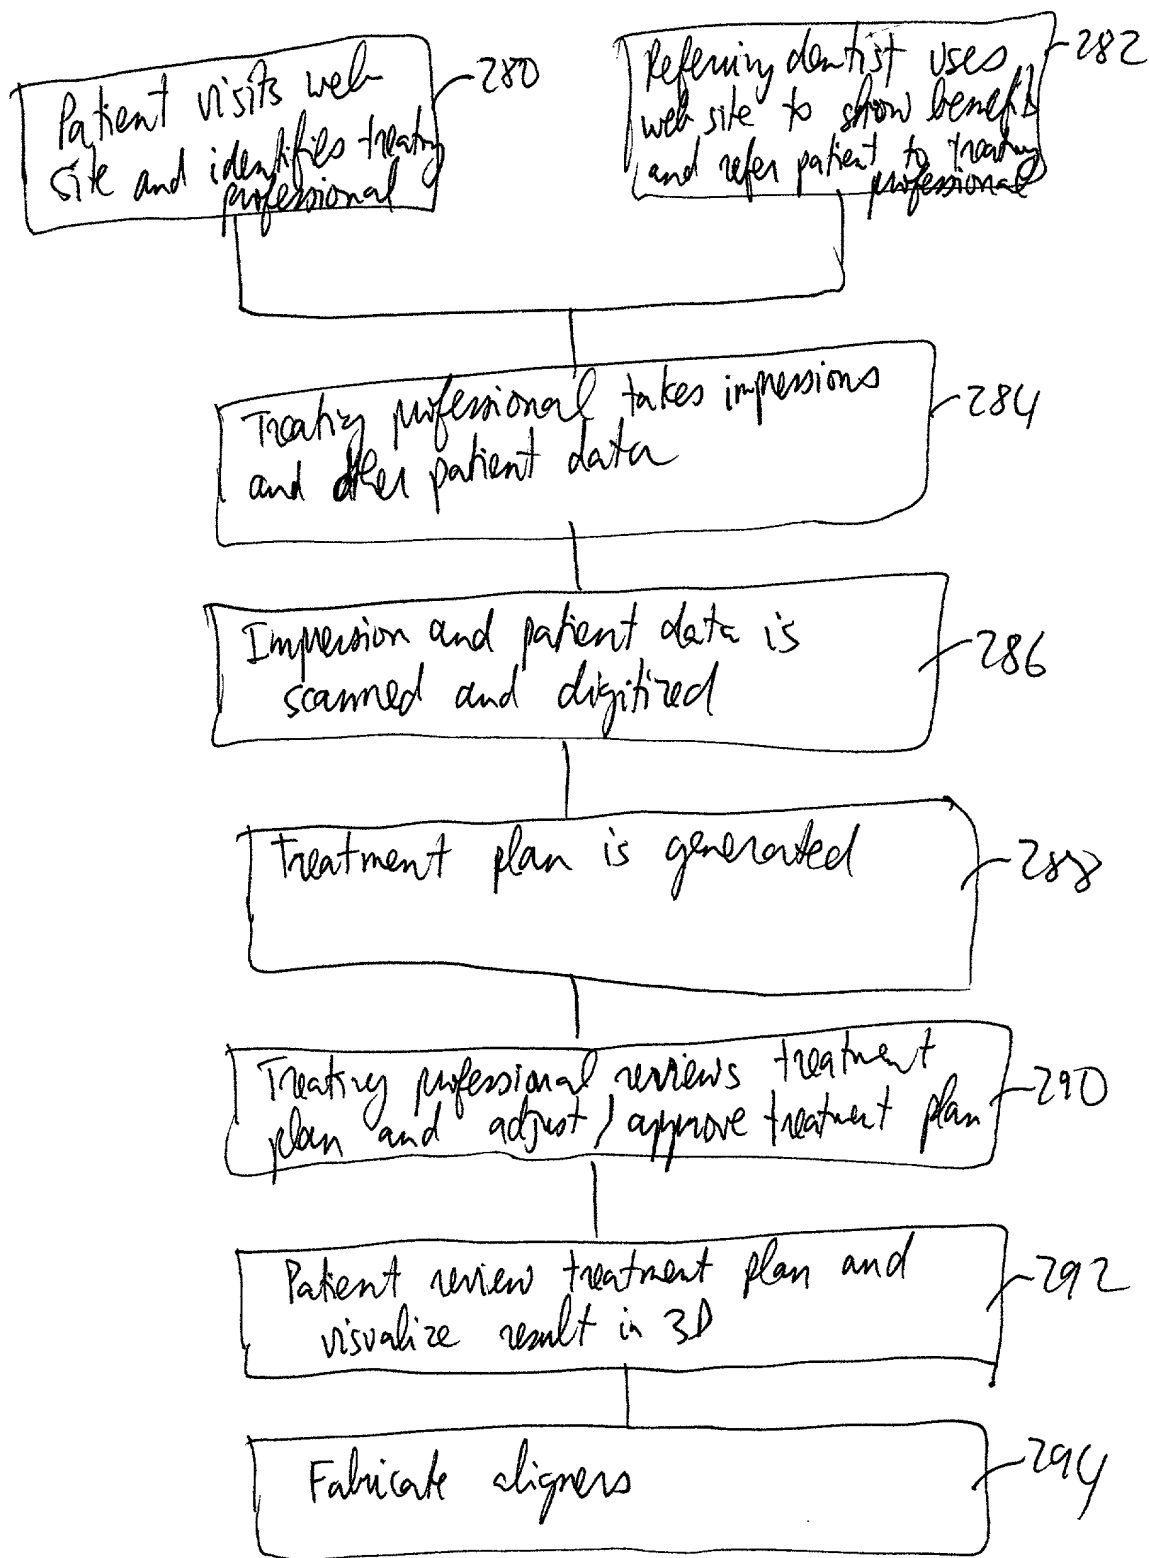 Patient visits web
site and identifies treating
professional
280
Referring dentist uses
web site to show benefits
and refer patient to treating
professional
282
Treating professional takes impressions
and other patient data
284
Impression and patient data is
scanned and digitized
286
Treatment plan is generated
288
Treating professional reviews treatment
plan and adjust / approve treatment plan
290
Patient review treatment plan and
visualize result in 3D
292
Fabricate aligners
294